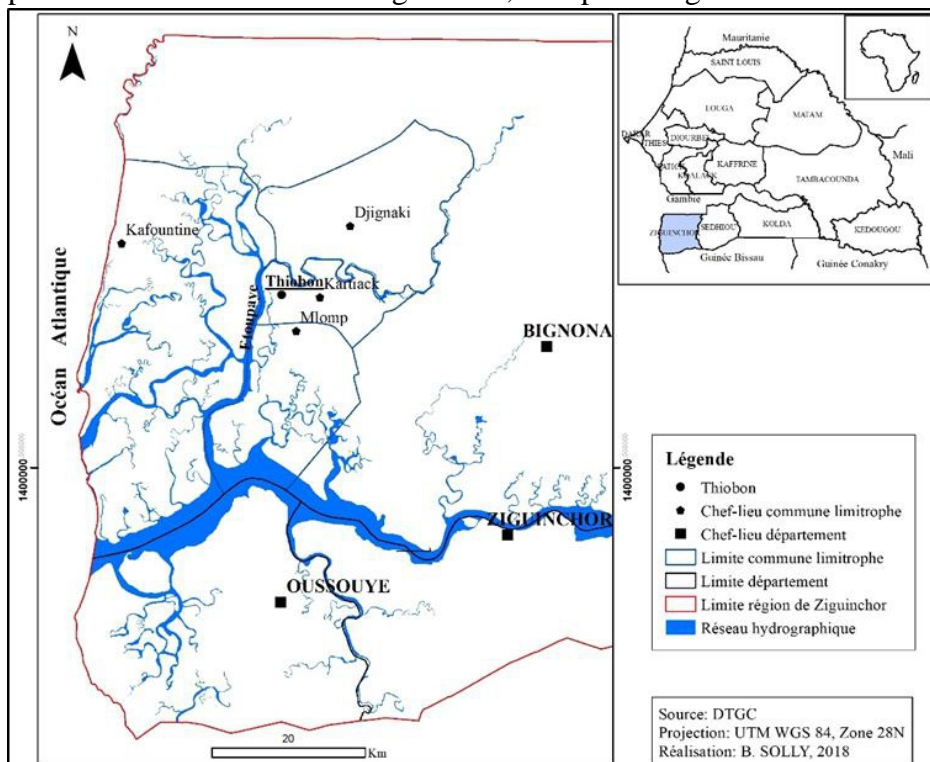 N
Kafountine
Djignaki
Thiobon
Kartiack
Mlomp
Etoupaye
Océan Atlantique
BIGNONA
ZIGUINCHOR
OUSSOUYE
1400000
1400000
20
Km
Mauritanie
SAINT LOUIS
LOUGA
MATAM
DAKAR
THIES
DIOURBEL
FATICK
KAOLACK
KAFFRINE
Mali
TAMBACOUNDA
Gambie
ZIGUINCHOR
SEDHIOU
KOLDA
KEDOUGOU
Guinée Bissau
Guinée Conakry
Légende
Thiobon
Chef-lieu commune limitrophe
Chef-lieu département
Limite commune limitrophe
Limite département
Limite région de Ziguinchor
Réseau hydrographique
Source: DTGC
Projection: UTM WGS 84, Zone 28N
Réalisation: B. SOLLY, 2018